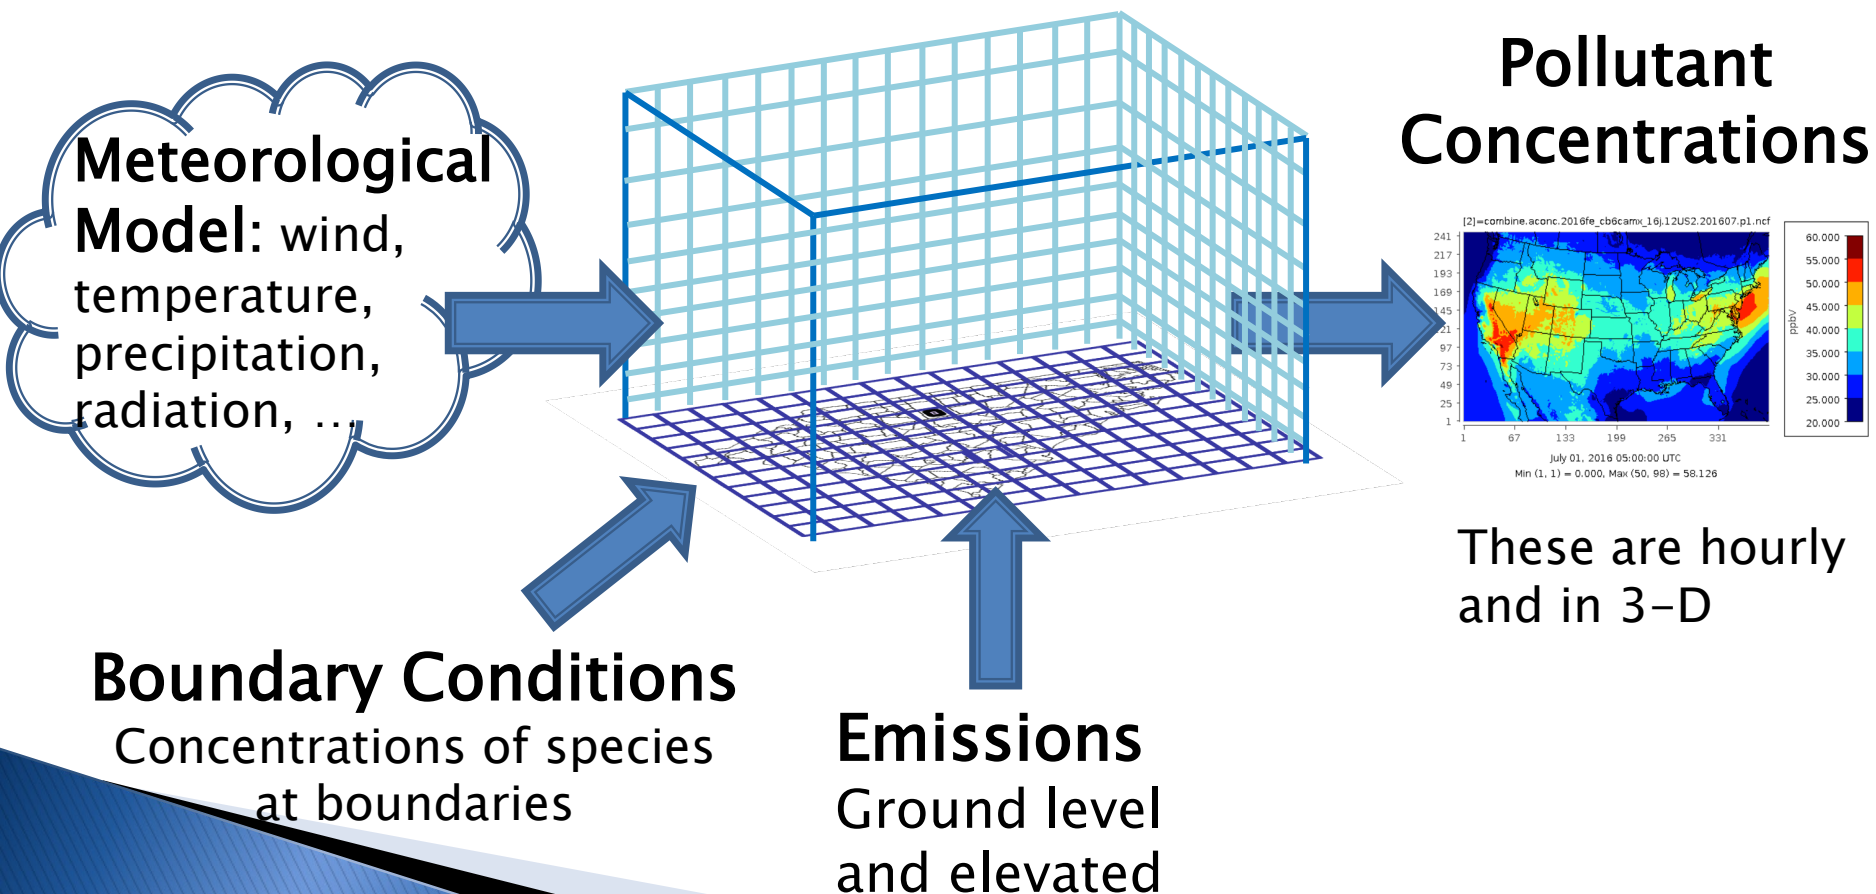 Meteorological
Model: wind,
temperature,
precipitation,
radiation, ...
Boundary Conditions
Concentrations of species
at boundaries
Emissions
Ground level
and elevated
Pollutant
Concentrations
[2]=combine.aconc.2016fe_cb6camx_16j.12US2.201607.p1.ncf
241
217
193
169
145
121
97
73
49
25
1
1 67 133 199 265 331
July 01, 2016 05:00:00 UTC
Min (1, 1) = 0.000, Max (50, 98) = 58.126
60.000
55.000
50.000
45.000
40.000
35.000
30.000
25.000
20.000
ppbV
These are hourly
and in 3-D